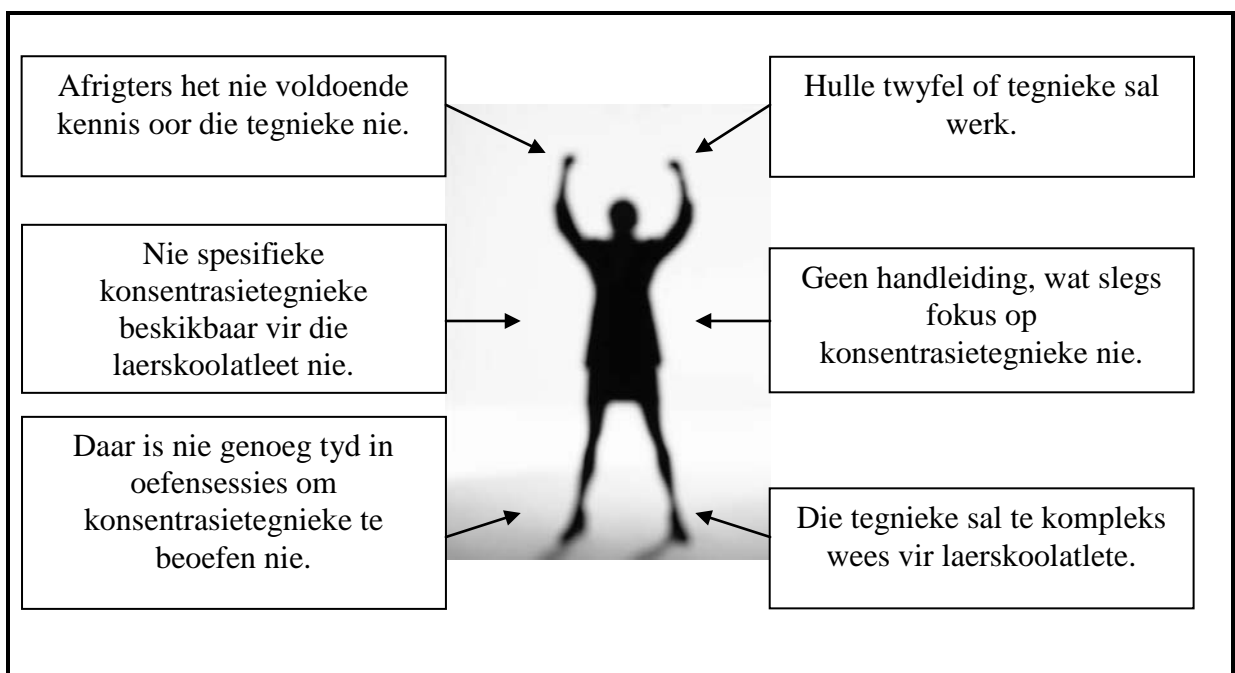 Afrigters het nie voldoende
kennis oor die tegnieke nie.
Hulle twyfel of tegnieke sal
werk.
Nie spesifieke
konsentrasietegnieke
beskikbaar vir die
laerskoolatleet nie.
Geen handleiding, wat slegs
fokus op
konsentrasietegnieke nie.
Daar is nie genoeg tyd in
oefensessies om
konsentrasietegnieke te
beoefen nie.
Die tegnieke sal te kompleks
wees vir laerskoolatlete.